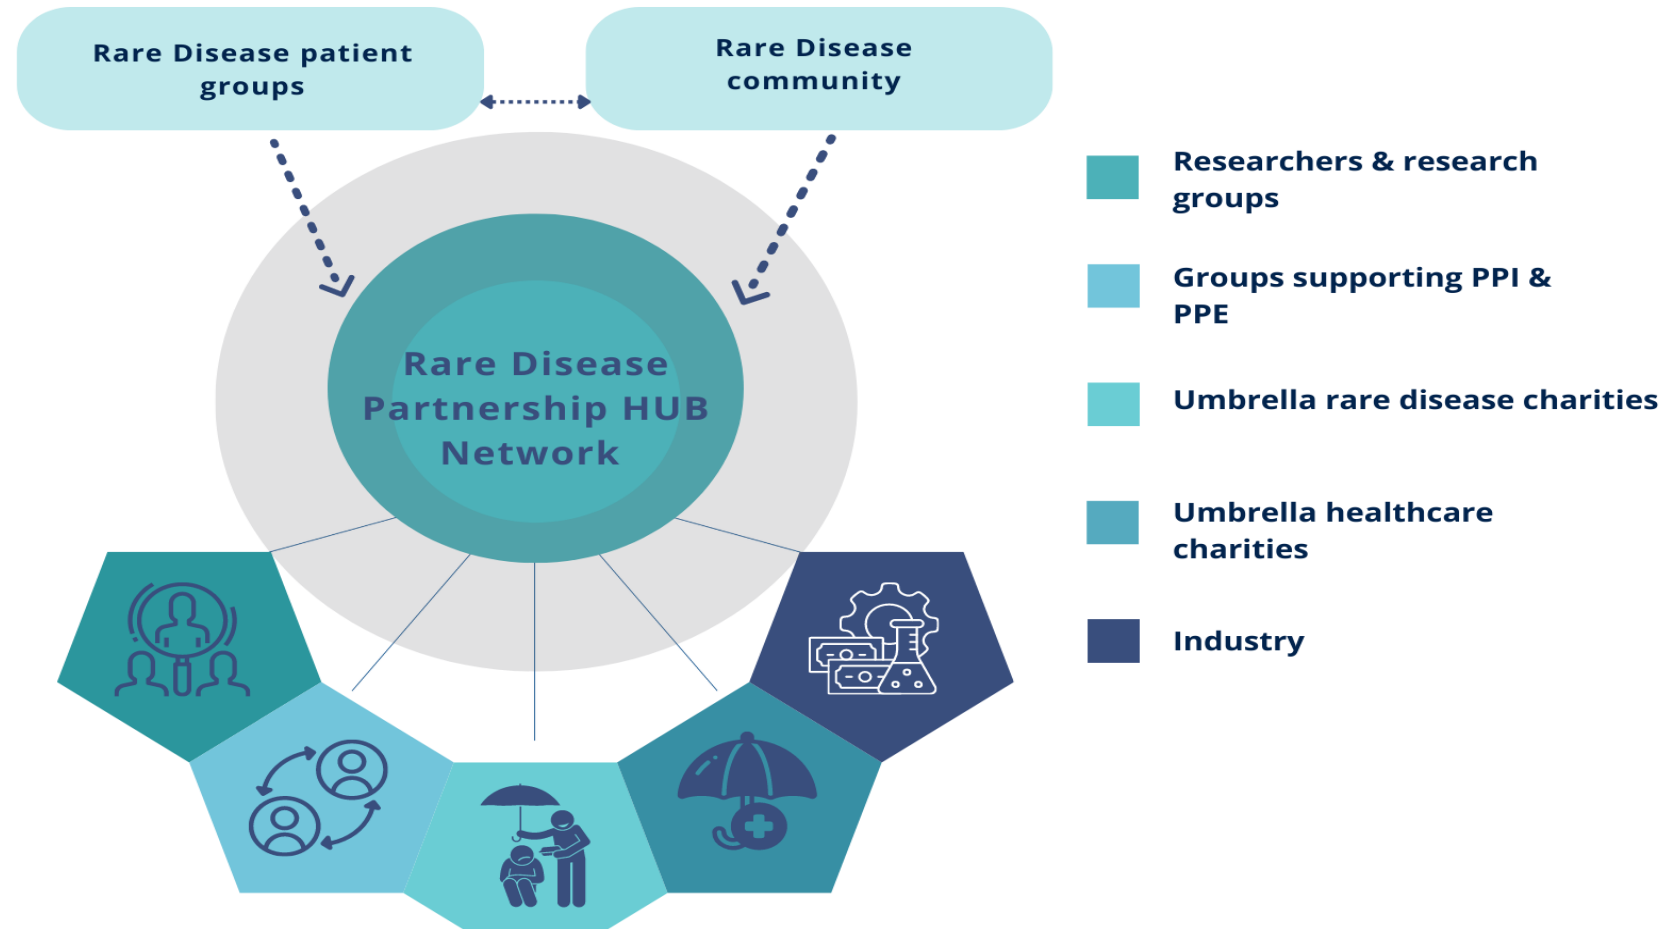 Rare Disease patient
groups
Rare Disease
community
Rare Disease
Partnership HUB
Network
Researchers & research
groups
Groups supporting PPI &
PPE
Umbrella rare disease charities
Umbrella healthcare
charities
Industry